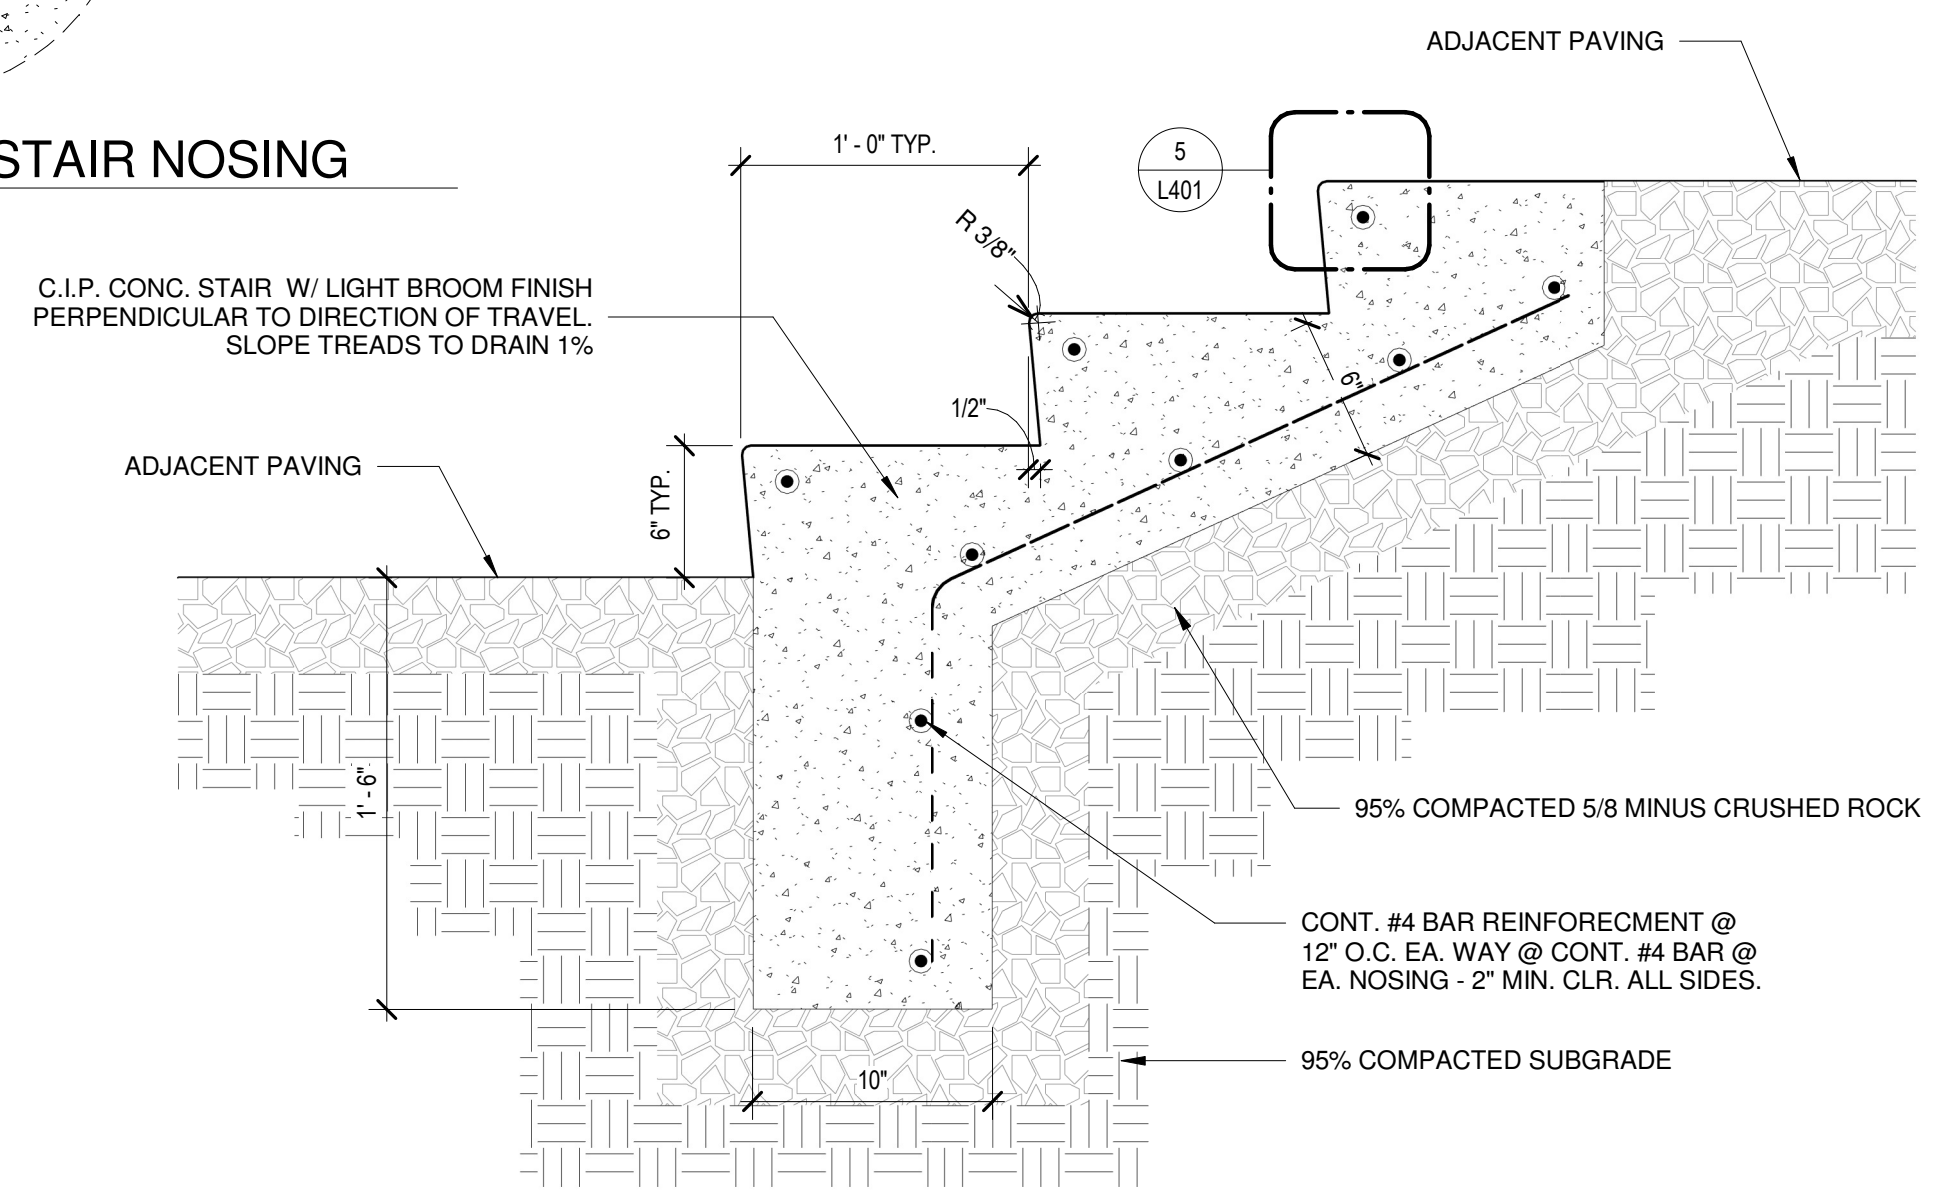 ADJACENT PAVING
STAIR NOSING
1' - 0" TYP.
5
L401
R 3/8"
C.I.P. CONC. STAIR W/ LIGHT BROOM FINISH
PERPENDICULAR TO DIRECTION OF TRAVEL.
SLOPE TREADS TO DRAIN 1%
6"
1/2"
ADJACENT PAVING
6" TYP.
1' - 6"
95% COMPACTED 5/8 MINUS CRUSHED ROCK
CONT. #4 BAR REINFORECMENT @
12" O.C. EA. WAY @ CONT. #4 BAR @
EA. NOSING - 2" MIN. CLR. ALL SIDES.
95% COMPACTED SUBGRADE
10"